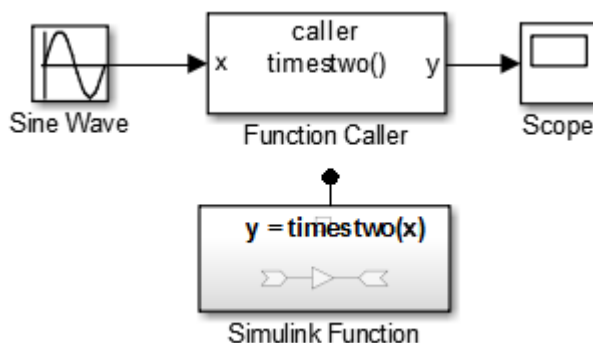 caller
x timestwo() y
Sine Wave
Function Caller
Scope
y = timestwo(x)
Simulink Function